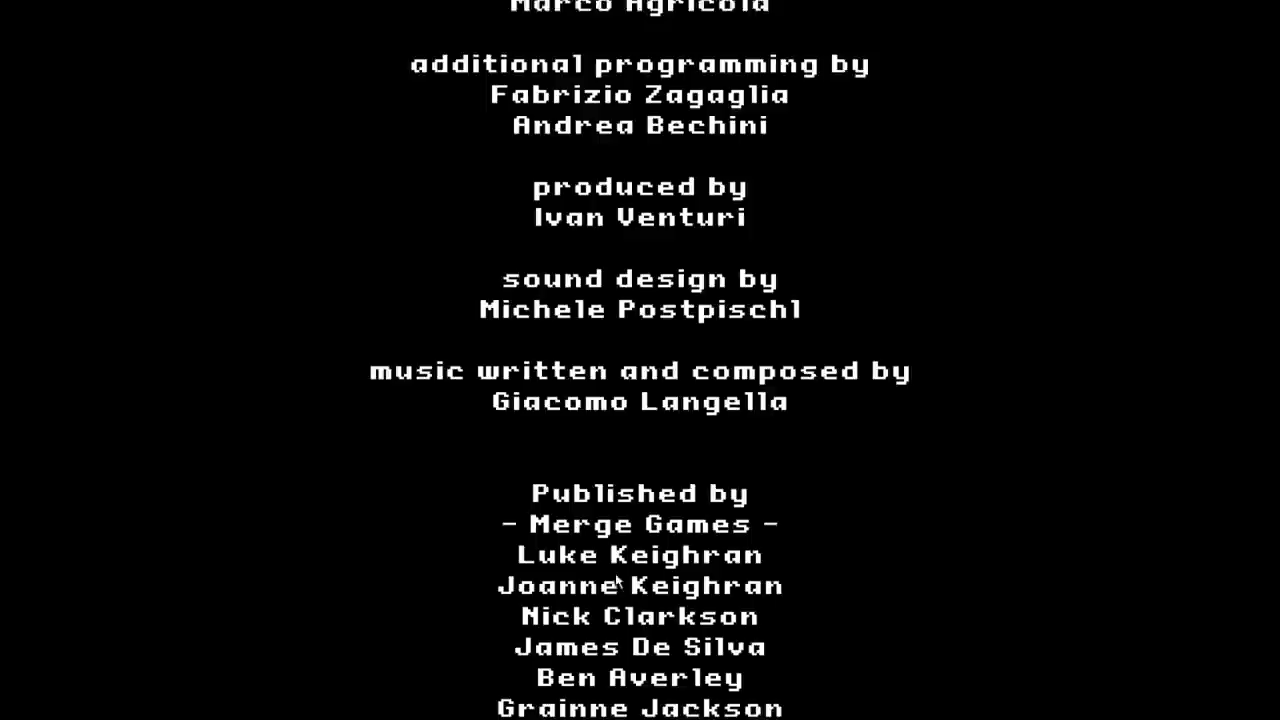 Marco Agricola
additional programming by
Fabrizio Zagaglia
Andrea Bechini
produced by
Ivan Venturi
sound design by
Michele Postpischl
music written and composed by
Giacomo Langella
Published by
- Merge Games -
Luke Keighran
Joanne Keighran
Nick Clarkson
James De Silva
Ben Averley
Grainne Jackson